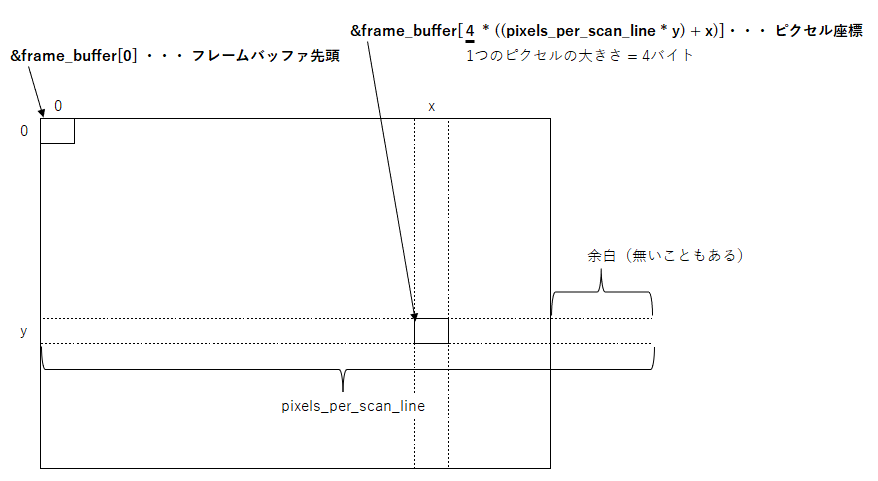 &frame_buffer[ 4 * ((pixels_per_scan_line * y) + x)]・・・ ピクセル座標
1つのピクセルの大きさ = 4バイト
&frame_buffer[0] ・・・ フレームバッファ先頭
0
x
0
余白（無いこともある）
y
pixels_per_scan_line